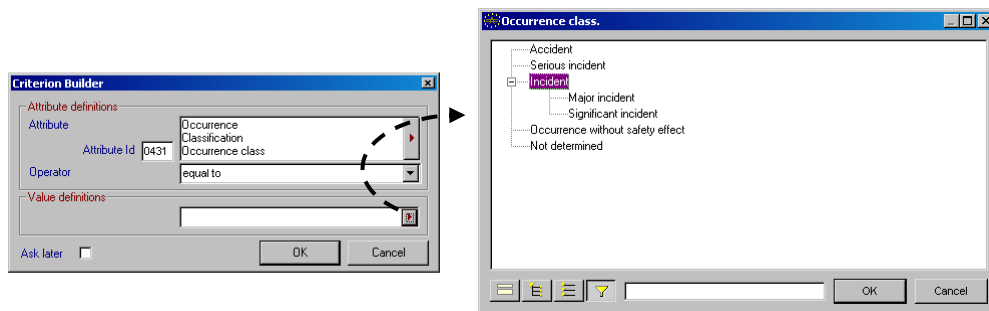 Criterion Builder
Attribute definitions
Attribute
Occurrence
Classification
Attribute Id 0431 Occurrence class
Operator equal to
Value definitions
Ask later OK Cancel
Occurrence class.
Accident
Serious incident
Incident
Major incident
Significant incident
Occurrence without safety effect
Not determined
OK Cancel